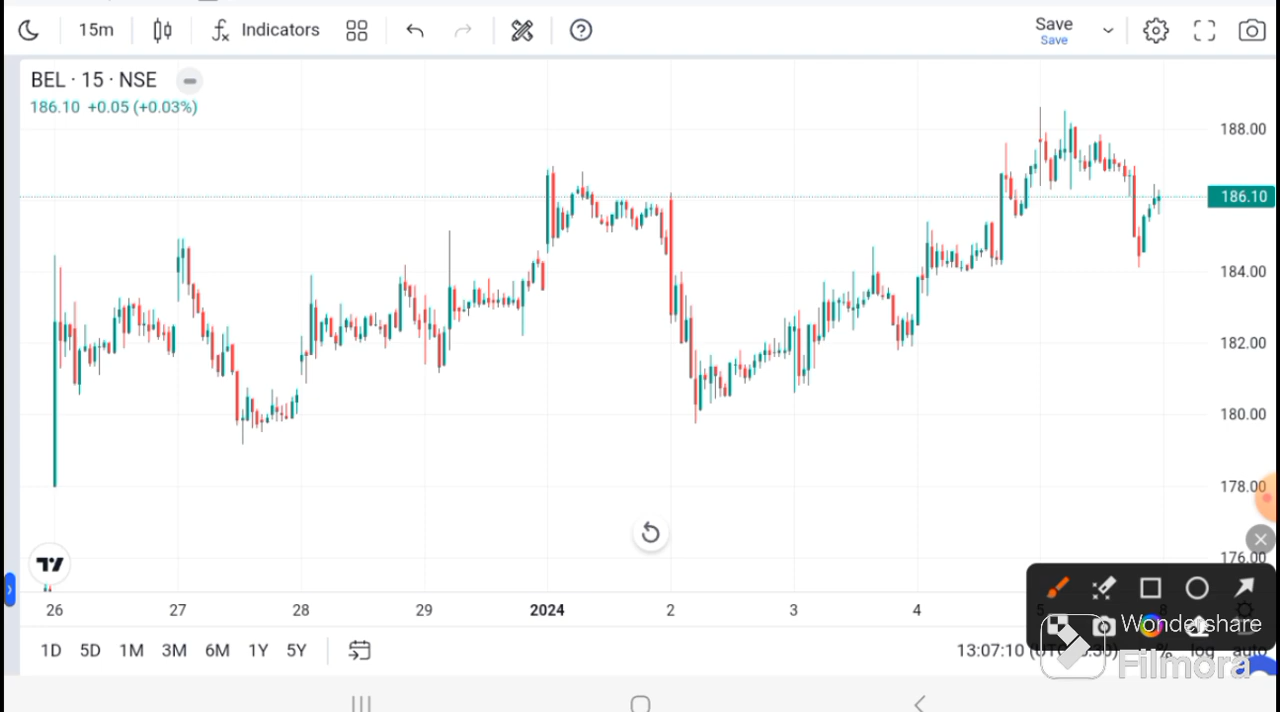 15m Indicators Save
Save
BEL · 15 · NSE
186.10 +0.05 (+0.03%)
188.00
186.10
184.00
182.00
180.00
178.00
176.00
26 27 28 29 2024 2 3 4 5 8
Wondershare
Filmora
1D 5D 1M 3M 6M 1Y 5Y 13:07:10 % log auto